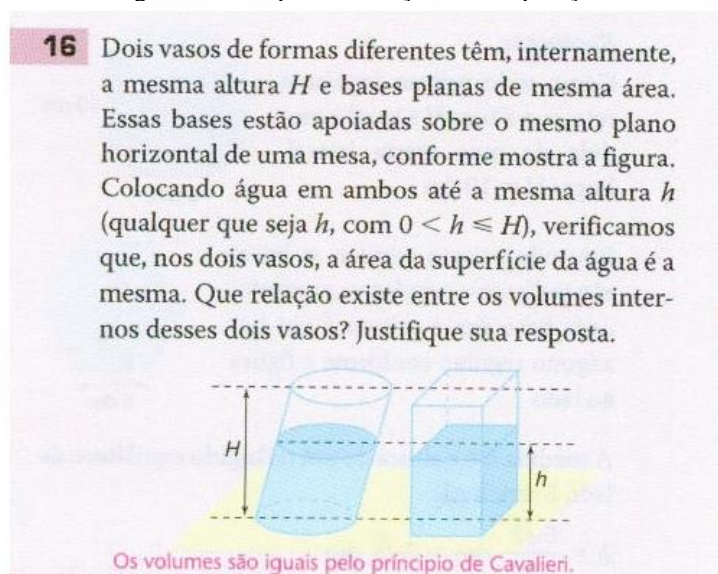 16 Dois vasos de formas diferentes têm, internamente,
a mesma altura H e bases planas de mesma área.
Essas bases estão apoiadas sobre o mesmo plano
horizontal de uma mesa, conforme mostra a figura.
Colocando água em ambos até a mesma altura h
(qualquer que seja h, com 0 < h ⩽ H), verificamos
que, nos dois vasos, a área da superfície da água é a
mesma. Que relação existe entre os volumes inter-
nos desses dois vasos? Justifique sua resposta.
H
h
Os volumes são iguais pelo príncipio de Cavalieri.